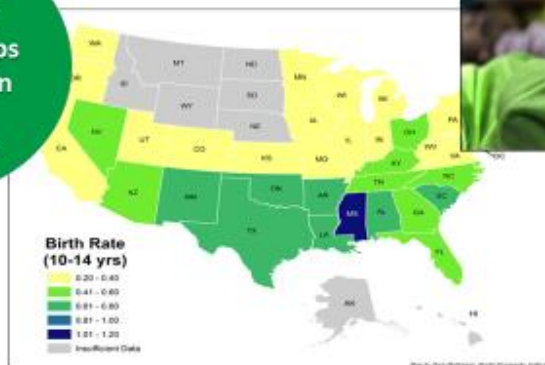 ps
n
WA
MT
ND
MN
ID
SD
WI
WY
IA
PA
NE
OH
NV
UT
CO
IL
IN
WV
CA
KS
MO
KY
VA
DC
NC
TN
AZ
NM
OK
AR
SC
MS
AL
GA
TX
LA
FL
Birth Rate
(10-14 yrs)
0.20 - 0.40
0.41 - 0.60
0.61 - 0.80
0.81 - 1.00
1.01 - 1.20
Insufficient Data
AK
HI